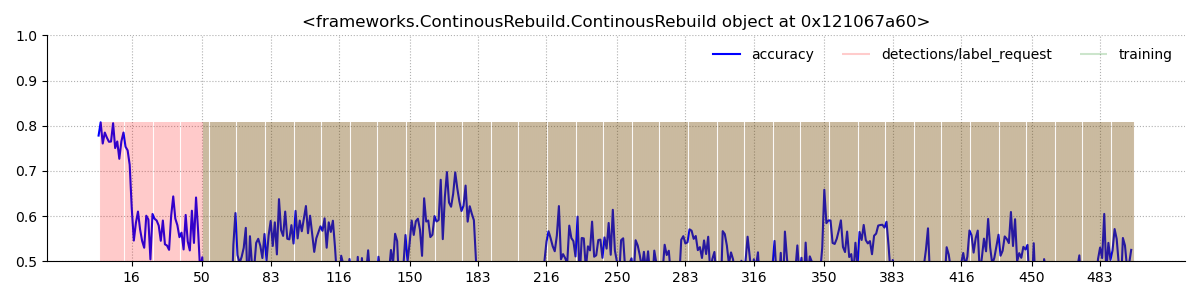 <frameworks.ContinousRebuild.ContinousRebuild object at 0x121067a60>
1.0
0.9
0.8
0.7
0.6
0.5
accuracy detections/label_request training
16 50 83 116 150 183 216 250 283 316 350 383 416 450 483